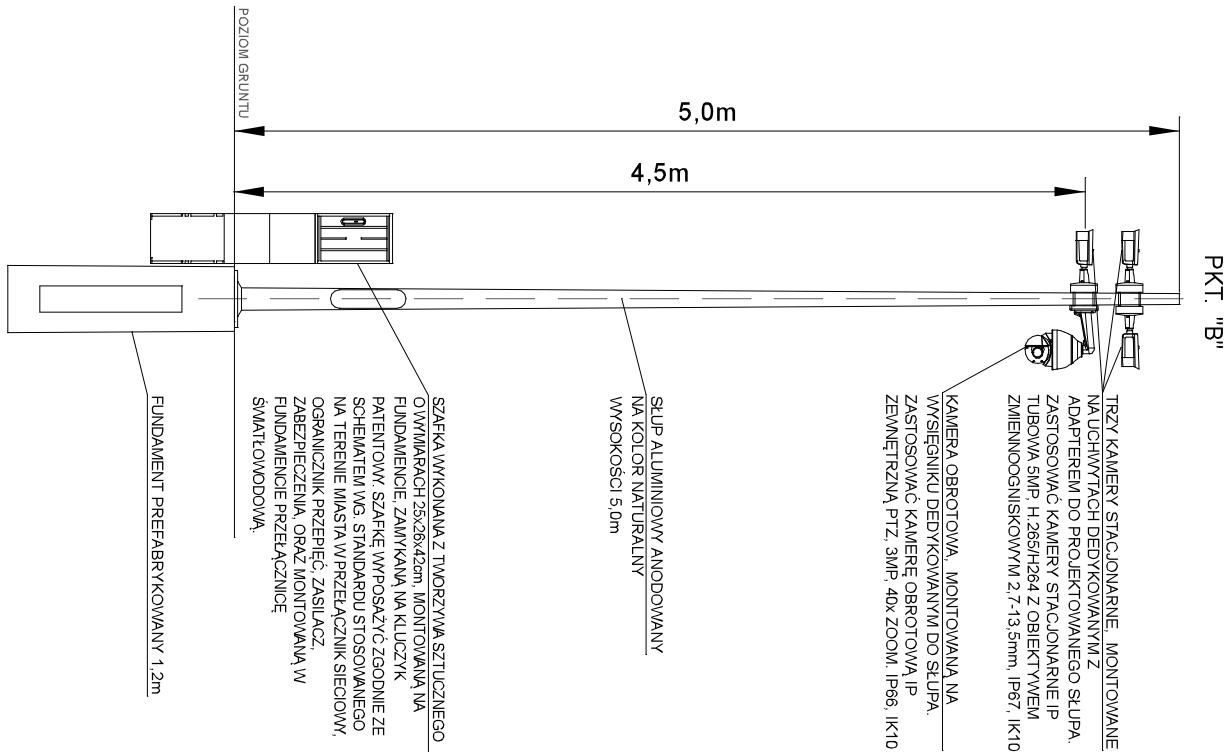 PKT. "B"
5,0m
4,5m
POZIOM GRUNTU
TRZY KAMERY STACJONARNE, MONTOWANE
NA UCHWYTACH DEDYKOWANYM Z
ADAPTEREM DO PROJEKTOWANEGO SŁUPA.
ZASTOSOWAĆ KAMERY STACJONARNE IP
TUBOWA 5MP, H.265/H264 Z OBIEKTYWEM
ZMIENNOOGNISKOWYM 2,7-13,5mm, IP67, IK10
KAMERA OBROTOWA, MONTOWANĄ NA
WYSIĘGNIKU DEDYKOWANYM DO SŁUPA.
ZASTOSOWAĆ KAMERĘ OBROTOWĄ IP
ZEWNĘTRZNĄ PTZ, 3MP, 40x ZOOM. IP66, IK10
SŁUP ALUMINIOWY ANODOWANY
NA KOLOR NATURALNY
WYSOKOŚCI 5,0m
SZAFKA WYKONANA Z TWORZYWA SZTUCZNEGO
O WYMIARACH 25x26x42cm, MONTOWANĄ NA
FUNDAMENCIE, ZAMYKANĄ NA KLUCZYK
PATENTOWY. SZAFKĘ WYPOSAŻYĆ ZGODNIE ZE
SCHEMATEM WG. STANDARDU STOSOWANEGO
NA TERENIE MIASTA W PRZEŁĄCZNIK SIECIOWY,
OGRANICZNIK PRZEPIĘĆ, ZASILACZ,
ZABEZPIECZENIA, ORAZ MONTOWANĄ W
FUNDAMENCIE PRZEŁĄCZNICĘ
ŚWIATŁOWODOWĄ.
FUNDAMENT PREFABRYKOWANY 1,2m